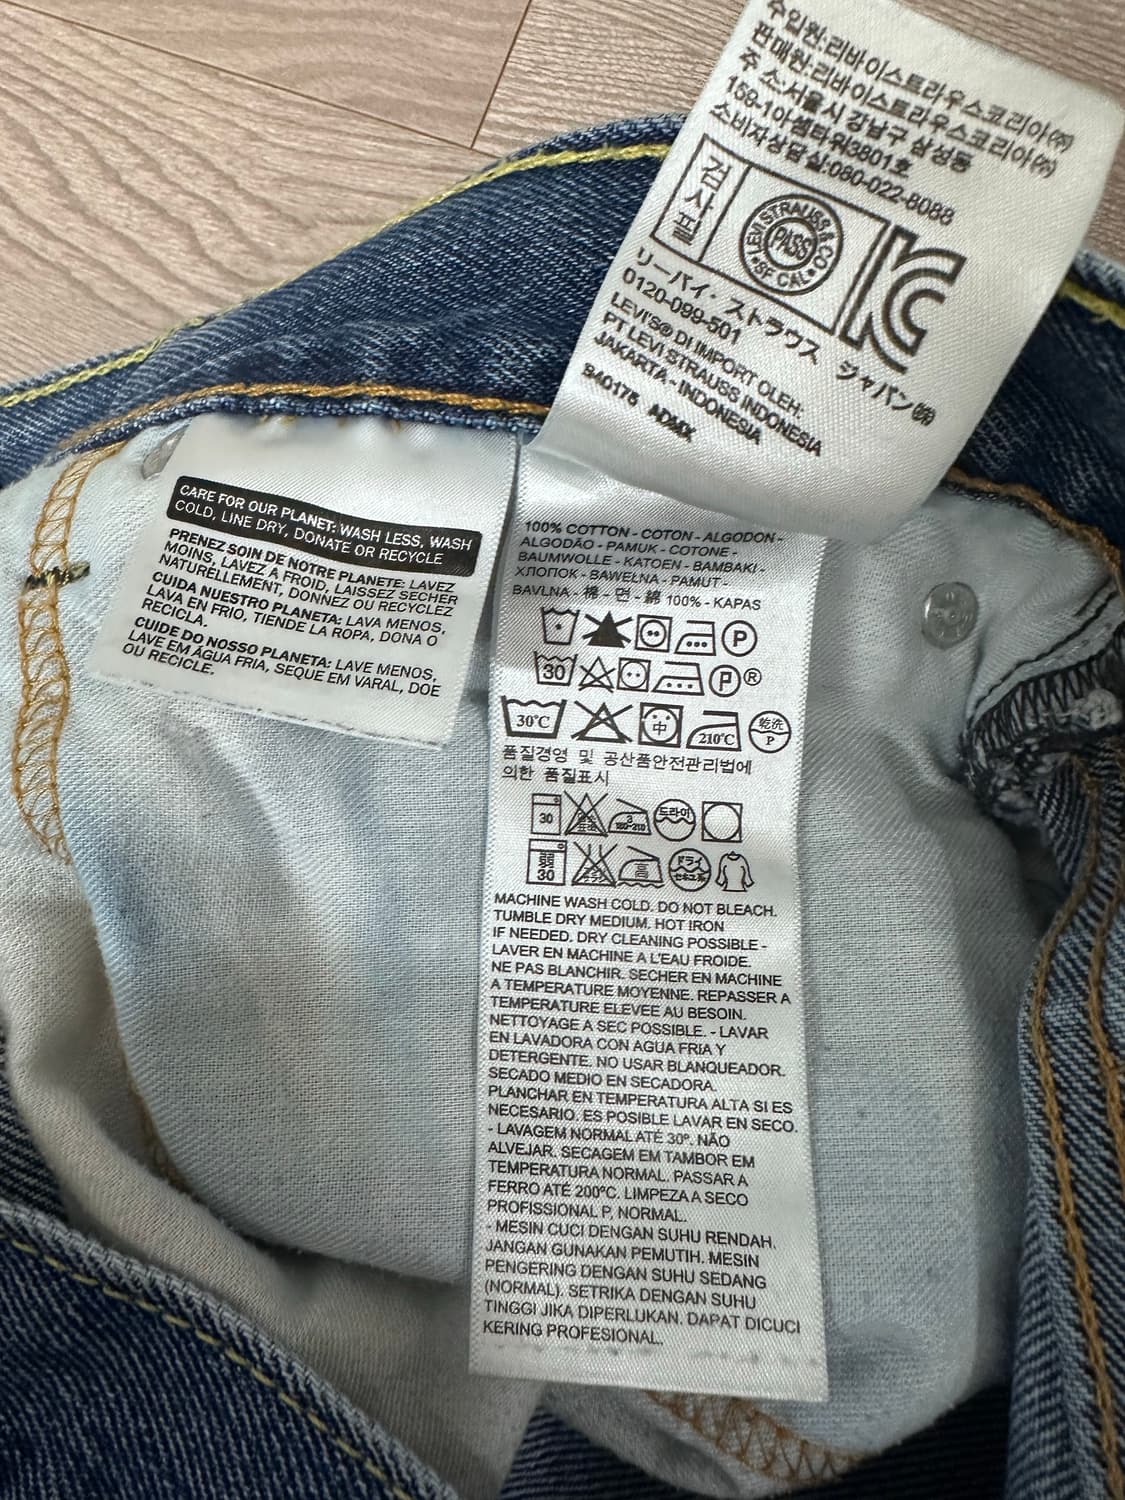 수입원:리바이스트라우스코리아㈜
판매원:리바이스트라우스코리아㈜
주 소:서울시 강남구 삼성동
159-1아셈타워3801호
소비자상담실:080-022-8088
검사필
LEVI STRAUSS & CO
PASS
SF CAL
リーバイ・ストラウス ジャパン㈱
0120-099-501
LEVI'S® DI IMPORT OLEH:
PT LEVI STRAUSS INDONESIA
JAKARTA - INDONESIA
940175 ADMX
CARE FOR OUR PLANET: WASH LESS, WASH
COLD, LINE DRY, DONATE OR RECYCLE
PRENEZ SOIN DE NOTRE PLANETE: LAVEZ
MOINS, LAVEZ À FROID, LAISSEZ SECHER
NATURELLEMENT, DONNEZ OU RECYCLEZ
CUIDA NUESTRO PLANETA: LAVA MENOS,
LAVA EN FRIO, TIENDE LA ROPA, DONA O
RECICLA.
CUIDE DO NOSSO PLANETA: LAVE MENOS,
LAVE EM ÁGUA FRIA, SEQUE EM VARAL, DOE
OU RECICLE.
100% COTTON - COTON - ALGODON -
ALGODÃO - PAMUK - COTONE -
BAUMWOLLE - KATOEN - BAMBAKI -
ХЛОПОК - BAWEŁNA - PAMUT -
BAVLNA - 棉 - 면 - 綿 100% - KAPAS
P
30 P ®
30℃ 中 210℃ 乾洗 P
품질경영 및 공산품안전관리법에
의한 품질표시
30 3 180~210 드라이
弱 30 高 ドライ セキユ系
MACHINE WASH COLD. DO NOT BLEACH.
TUMBLE DRY MEDIUM. HOT IRON
IF NEEDED. DRY CLEANING POSSIBLE -
LAVER EN MACHINE A L'EAU FROIDE.
NE PAS BLANCHIR. SECHER EN MACHINE
A TEMPERATURE MOYENNE. REPASSER A
TEMPERATURE ELEVEE AU BESOIN.
NETTOYAGE A SEC POSSIBLE. - LAVAR
EN LAVADORA CON AGUA FRIA Y
DETERGENTE. NO USAR BLANQUEADOR.
SECADO MEDIO EN SECADORA.
PLANCHAR EN TEMPERATURA ALTA SI ES
NECESARIO. ES POSIBLE LAVAR EN SECO.
- LAVAGEM NORMAL ATÉ 30º. NÃO
ALVEJAR. SECAGEM EM TAMBOR EM
TEMPERATURA NORMAL. PASSAR A
FERRO ATÉ 200ºC. LIMPEZA A SECO
PROFISSIONAL P, NORMAL.
- MESIN CUCI DENGAN SUHU RENDAH.
JANGAN GUNAKAN PEMUTIH. MESIN
PENGERING DENGAN SUHU SEDANG
(NORMAL). SETRIKA DENGAN SUHU
TINGGI JIKA DIPERLUKAN. DAPAT DICUCI
KERING PROFESIONAL.